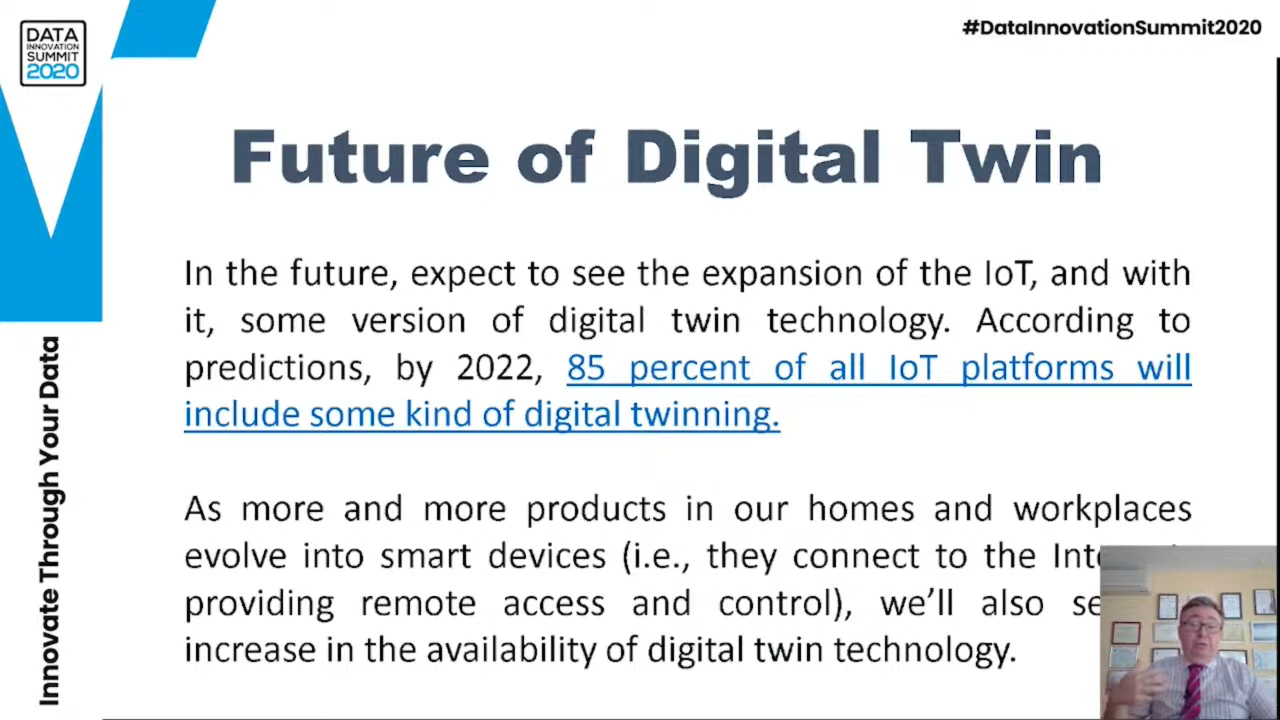 DATA
INNOVATION
SUMMIT
2020
#DataInnovationSummit2020
Innovate Through Your Data
Future of Digital Twin
In the future, expect to see the expansion of the IoT, and with
it, some version of digital twin technology. According to
predictions, by 2022, 85 percent of all IoT platforms will
include some kind of digital twinning.
As more and more products in our homes and workplaces
evolve into smart devices (i.e., they connect to the
providing remote access and control), we’ll also
increase in the availability of digital twin technology.